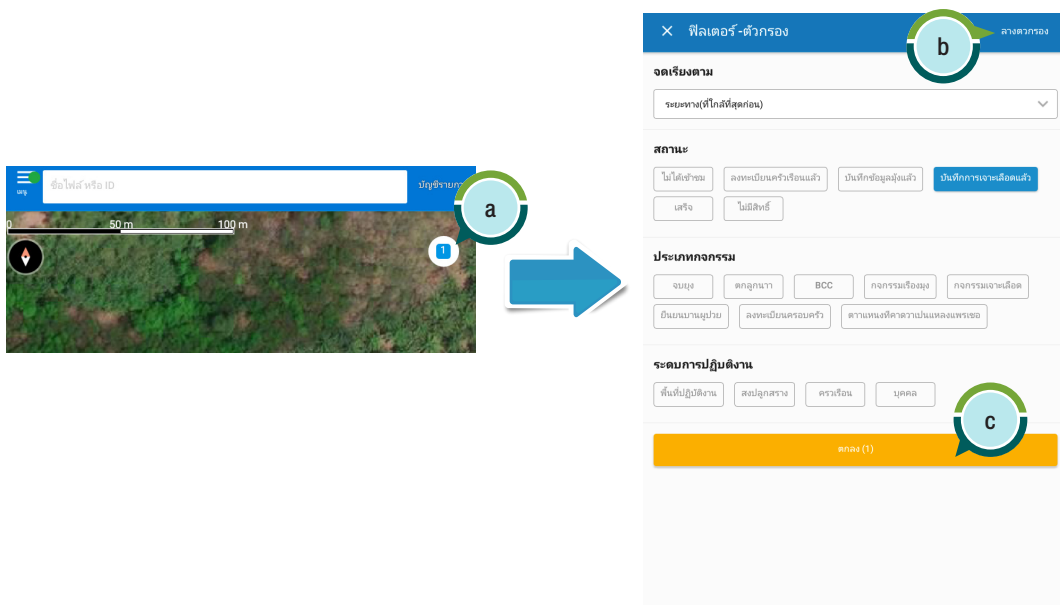 เมนู
ชื่อไฟล์ หรือ ID
บัญชีรายกา
0 50 m 100 m
1
a
ฟิลเตอร์ -ตัวกรอง
b
ลางตวกรอง
จดเรียงตาม
ระยะทาง(ที่ใกล้ที่สุดก่อน)
สถานะ
ไม่ได้เข้าชม ลงทะเบียนครัวเรือนแล้ว บันทึกข้อมูลมุ้งแล้ว บันทึกการเจาะเลือดแล้ว
เสร็จ ไม่มีสิทธิ์
ประเภทกจกรรม
จบยุง ตกลูกนาา BCC กจกรรมเรืองมุง กจกรรมเจาะเลือด
ยืนยนบานผูปวย ลงทะเบียนครอบครัว ตาาแหนงที่คาดวาเปนแหลงแพรเชอ
ระดบการปฏิบติงาน
พื้นที่ปฏิบัติงาน สงปลูกสราง ครวเรือน บุคคล
c
ตกลง (1)